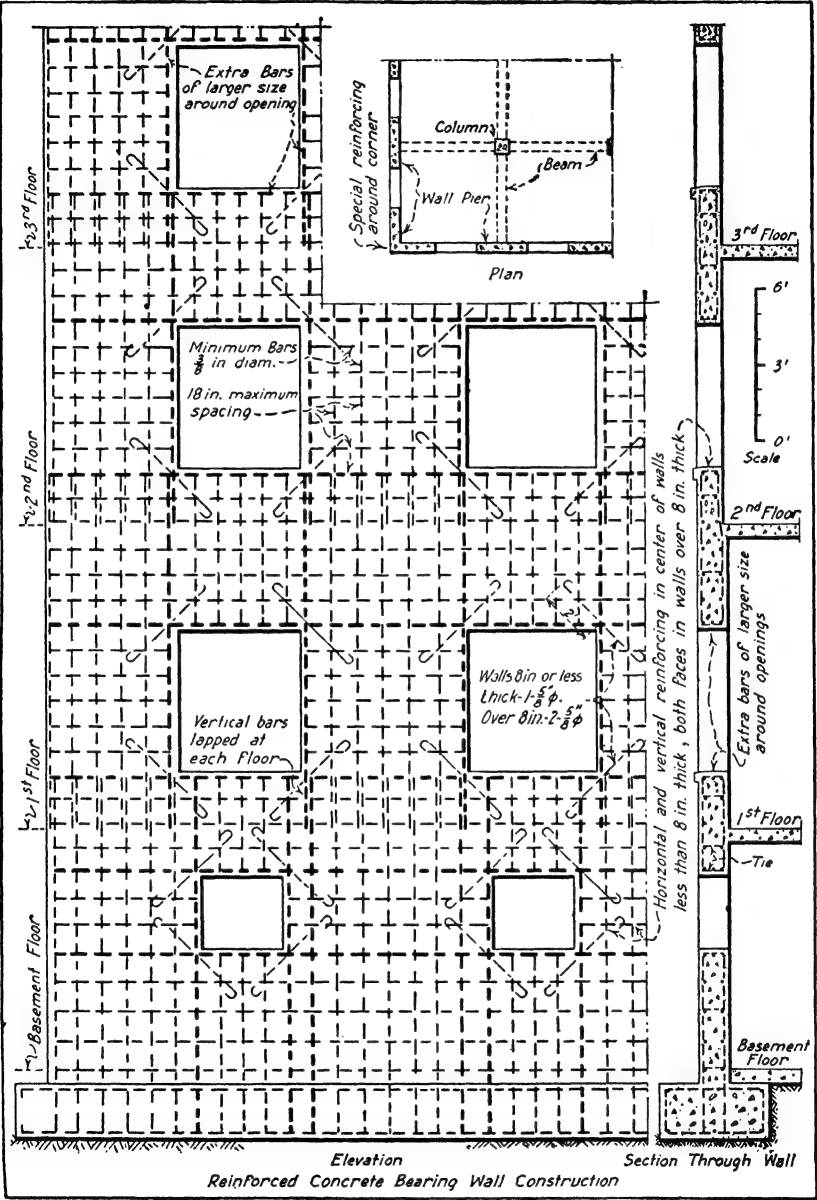 Extra Bars
of larger size
around opening
Special reinforcing
around corner
Column
20
Beam
Wall Pier
Plan
3rd Floor
3rd Floor
6'
3'
0'
Scale
Minimum Bars
3/8 in diam.
18 in. maximum
spacing
2nd Floor
2nd Floor
Horizontal and vertical reinforcing in center of walls
less than 8 in. thick, both faces in walls over 8 in. thick
Extra bars of larger size
around openings
Walls 8 in or less
thick-1-5/8"φ.
Over 8 in.-2-5/8"φ
Vertical bars
lapped at
each Floor
1st Floor
1st Floor
Tie
Basement Floor
Basement
Floor
Elevation
Section Through Wall
Reinforced Concrete Bearing Wall Construction